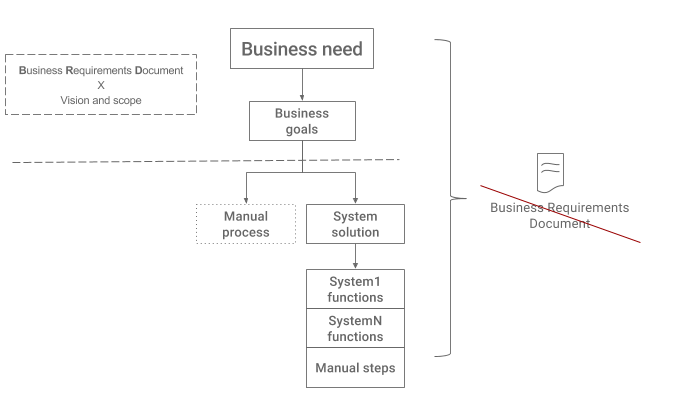 Business need
Business Requirements Document
X
Vision and scope
Business
goals
Business Requirements
Document
Manual
process
System
solution
System1
functions
SystemN
functions
Manual steps